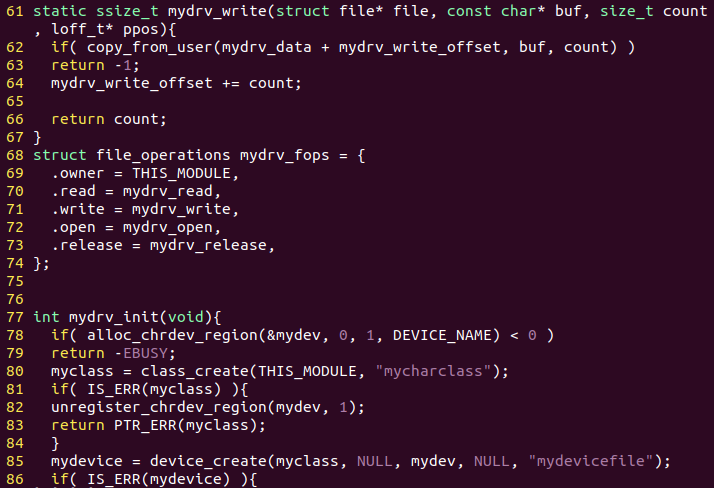 61 static ssize_t mydrv_write(struct file* file, const char* buf, size_t count
, loff_t* ppos){
62   if( copy_from_user(mydrv_data + mydrv_write_offset, buf, count) )
63   return -1;
64   mydrv_write_offset += count;
65
66   return count;
67 }
68 struct file_operations mydrv_fops = {
69   .owner = THIS_MODULE,
70   .read = mydrv_read,
71   .write = mydrv_write,
72   .open = mydrv_open,
73   .release = mydrv_release,
74 };
75
76
77 int mydrv_init(void){
78   if( alloc_chrdev_region(&mydev, 0, 1, DEVICE_NAME) < 0 )
79   return -EBUSY;
80   myclass = class_create(THIS_MODULE, "mycharclass");
81   if( IS_ERR(myclass) ){
82   unregister_chrdev_region(mydev, 1);
83   return PTR_ERR(myclass);
84   }
85   mydevice = device_create(myclass, NULL, mydev, NULL, "mydevicefile");
86   if( IS_ERR(mydevice) ){